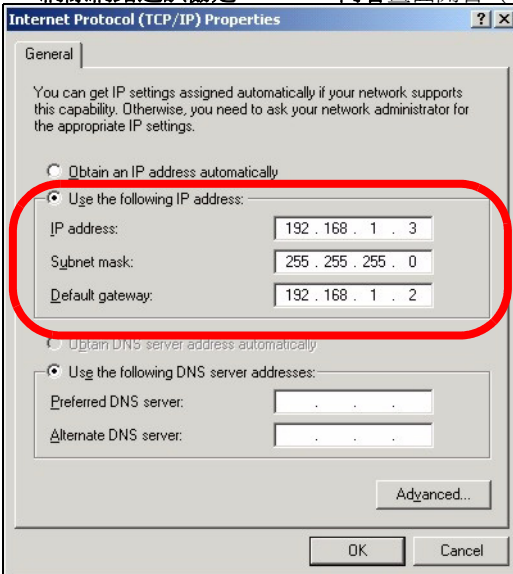 Internet Protocol (TCP/IP) Properties
General
You can get IP settings assigned automatically if your network supports
this capability. Otherwise, you need to ask your network administrator for
the appropriate IP settings.
Obtain an IP address automatically
Use the following IP address:
IP address: 192 . 168 . 1 . 3
Subnet mask: 255 . 255 . 255 . 0
Default gateway: 192 . 168 . 1 . 2
Obtain DNS server address automatically
Use the following DNS server addresses:
Preferred DNS server: . . .
Alternate DNS server: . . .
Advanced...
OK Cancel